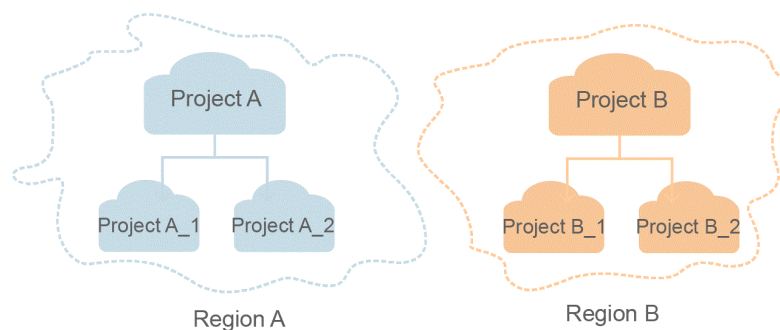 Project A
Project A_1
Project A_2
Region A
Project B
Project B_1
Project B_2
Region B